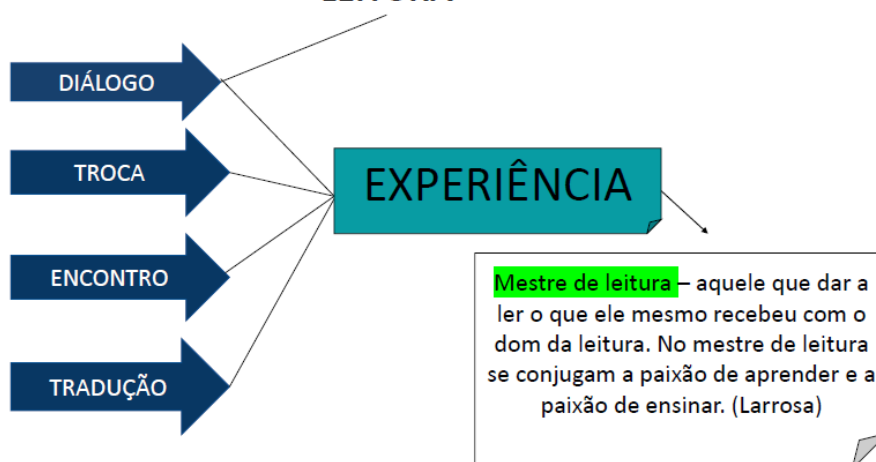 DIÁLOGO
TROCA
ENCONTRO
TRADUÇÃO
EXPERIÊNCIA
Mestre de leitura – aquele que dar a
ler o que ele mesmo recebeu com o
dom da leitura. No mestre de leitura
se conjugam a paixão de aprender e a
paixão de ensinar. (Larrosa)